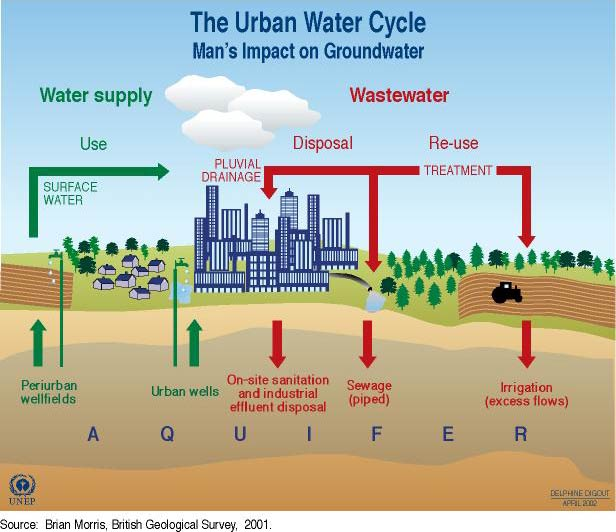 The Urban Water Cycle
Man's Impact on Groundwater
Water supply
Wastewater
Use
Disposal
Re-use
PLUVIAL
DRAINAGE
TREATMENT
SURFACE
WATER
Periurban
wellfields
Urban wells
On-site sanitation
and industrial
effluent disposal
Sewage
(piped)
Irrigation
(excess flows)
A Q U I F E R
UNEP
DELPHINE DIGOUT
APRIL 2002
Source: Brian Morris, British Geological Survey, 2001.